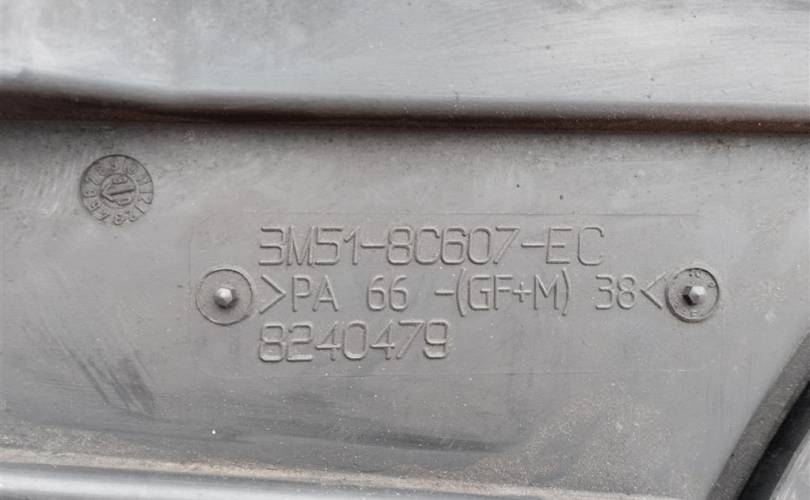 3M51-8C607-EC
>PA 66 -(GF+M) 38<
8240479